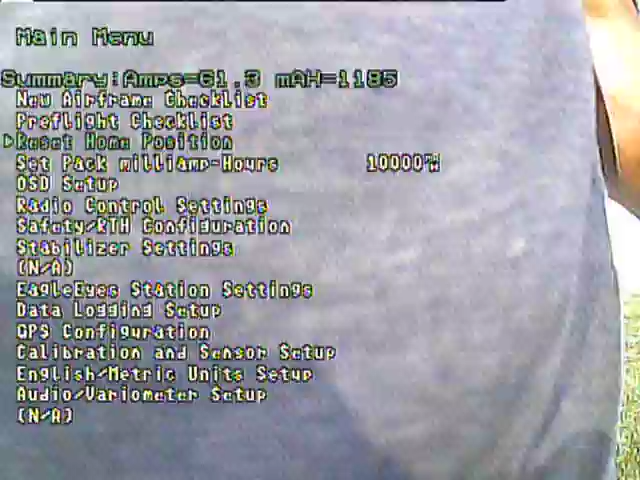 Main Menu
Summary:Amps=61.3 mAH=1185
New Airframe Checklist
Preflight Checklist
Reset Home Position
Set Pack milliamp-Hours 10000
OSD Setup
Radio Control Settings
Safety/RTH Configuration
Stabilizer Settings
(N/A)
EagleEyes Station Settings
Data Logging Setup
GPS Configuration
Calibration and Sensor Setup
English/Metric Units Setup
Audio/Variometer Setup
(N/A)